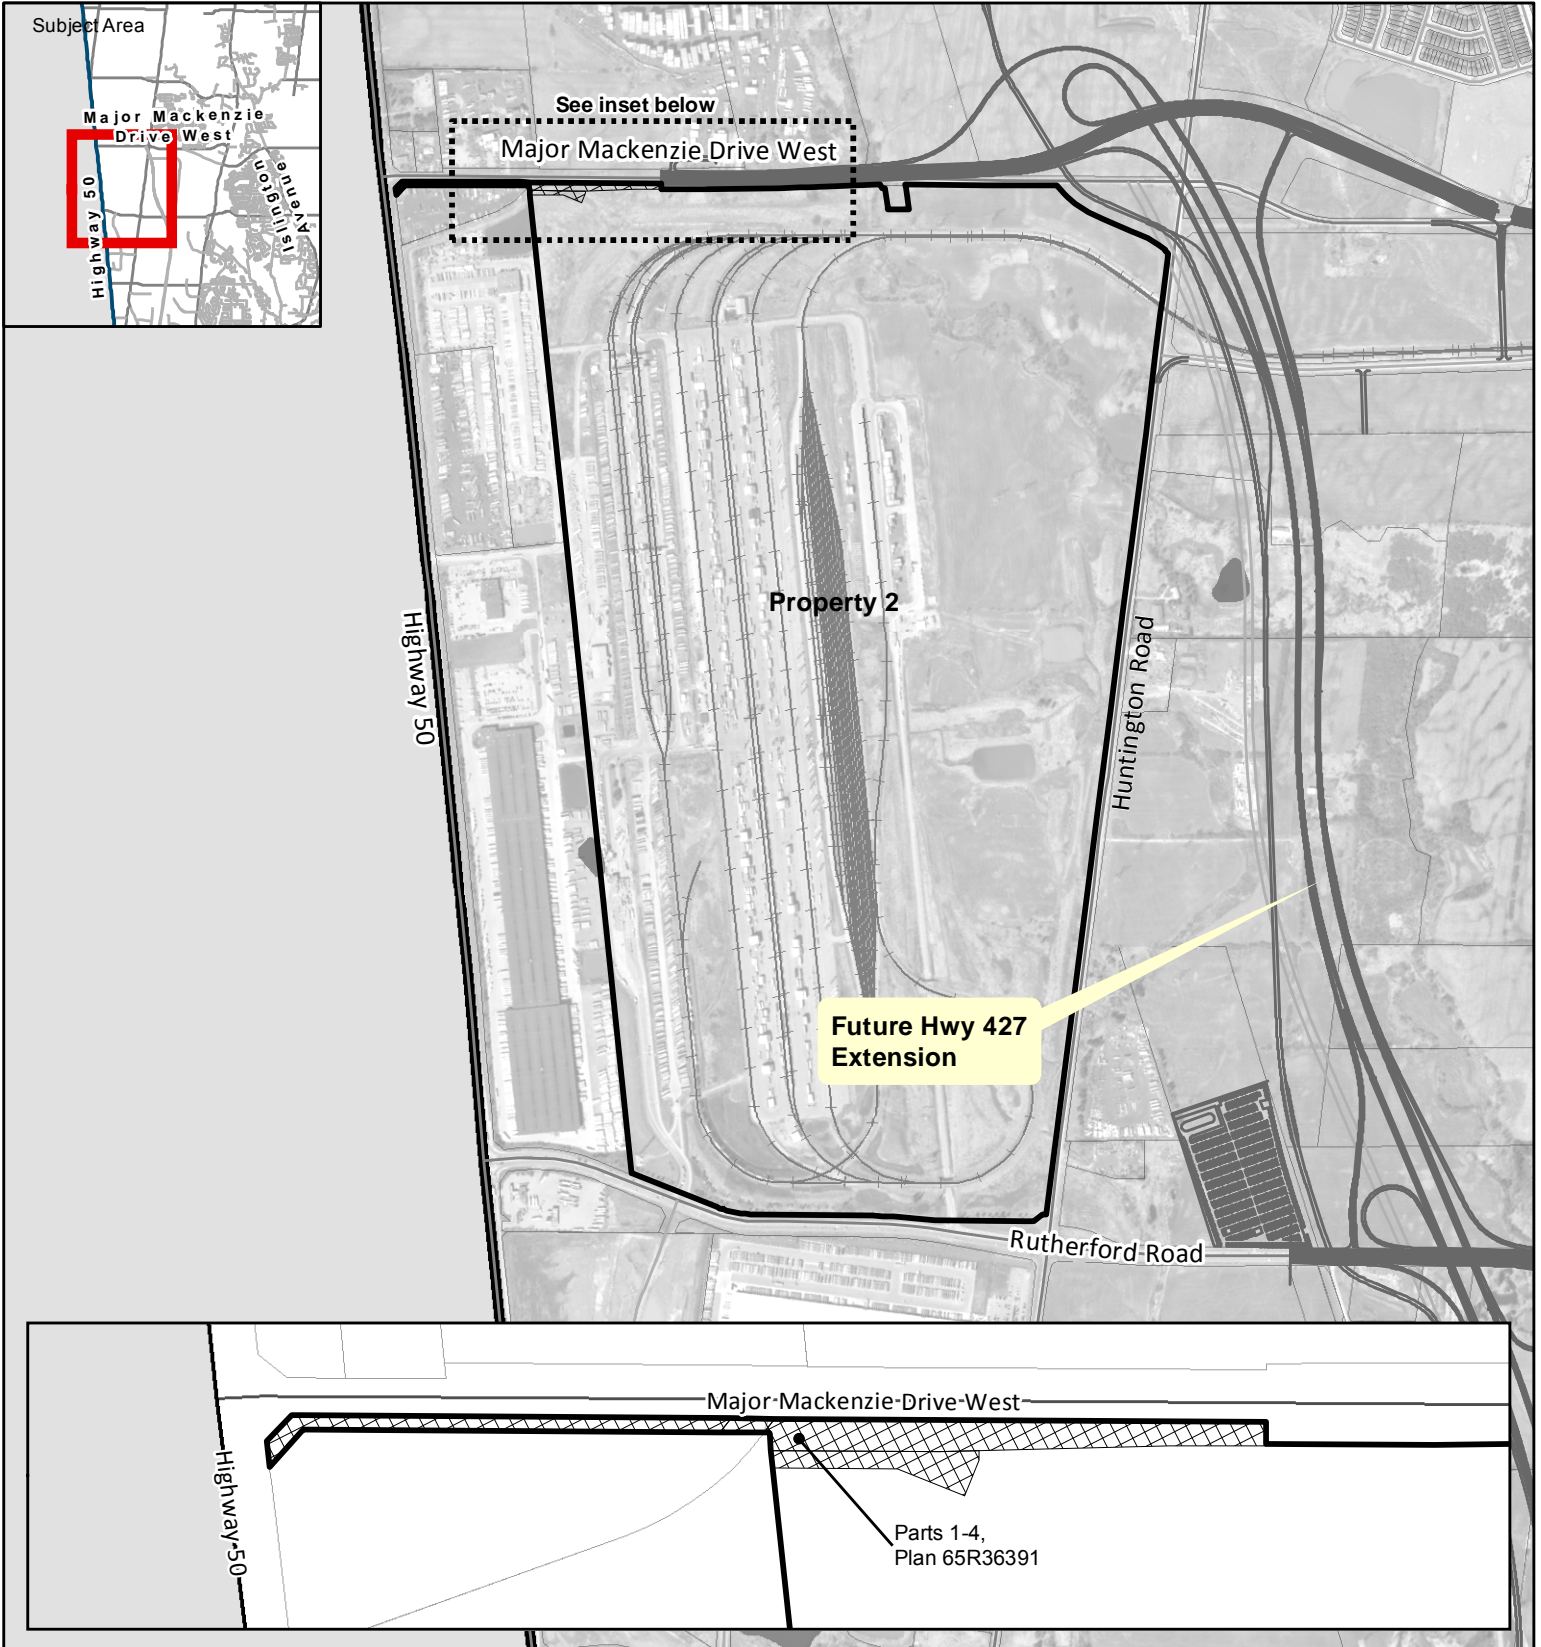 Subject Area
Major Mackenzie
Drive West
Highway 50
Islington
Avenue
See inset below
Major Mackenzie Drive West
Property 2
Highway 50
Huntington Road
Future Hwy 427
Extension
Rutherford Road
Major-Mackenzie-Drive-West
Highway-50
Parts 1-4,
Plan 65R36391